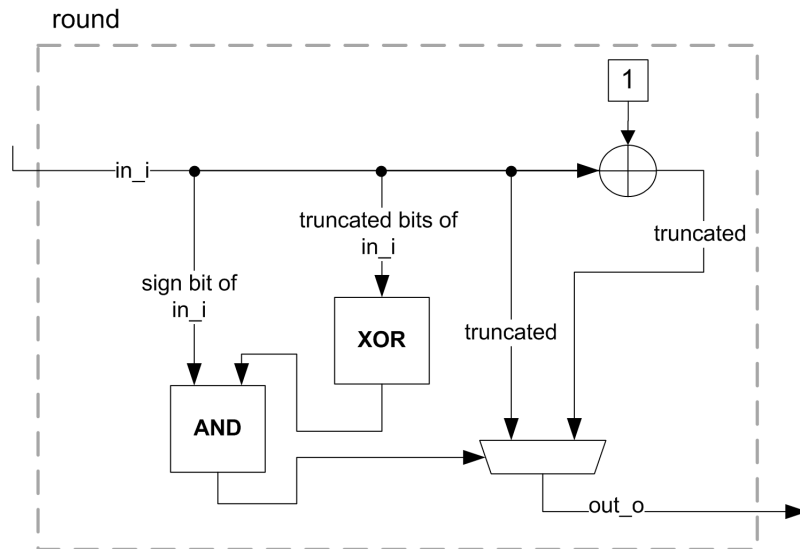 round
1
in_i
truncated bits of
in_i
truncated
sign bit of
in_i
XOR
truncated
AND
out_o